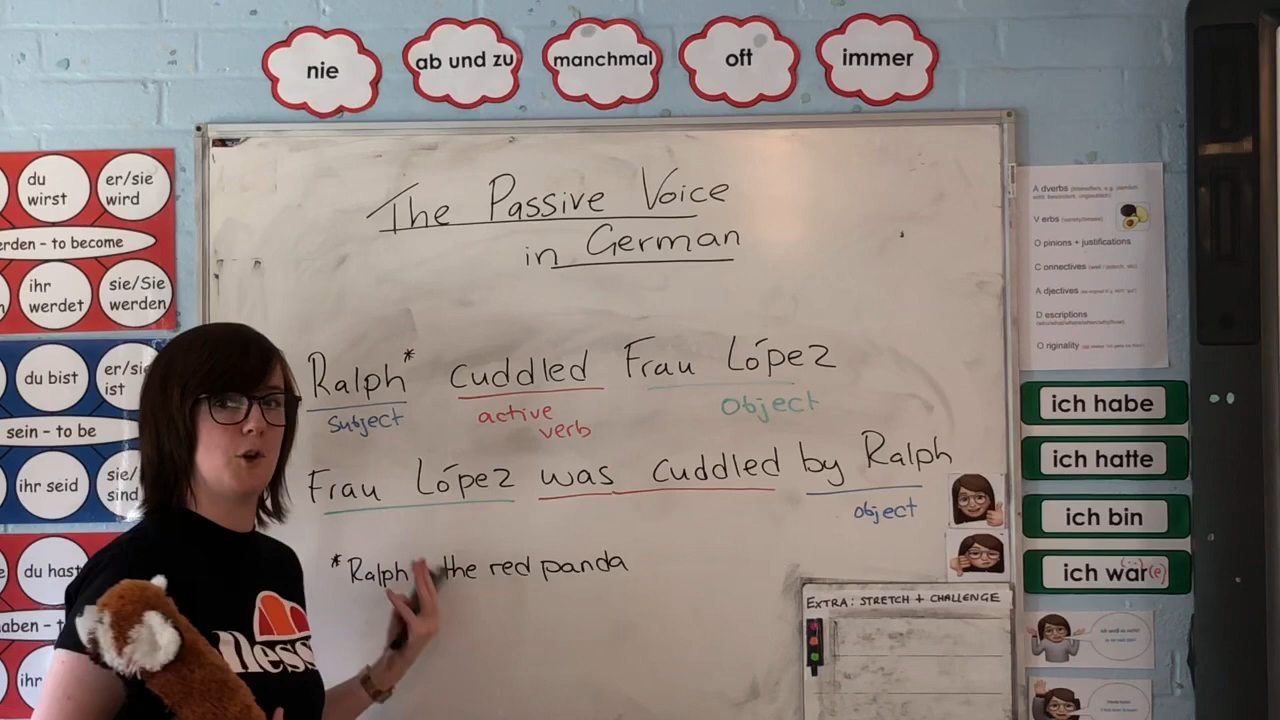 nie
ab und zu
manchmal
oft
immer
du wirst
er/sie wird
rden – to become
ihr werdet
sie/Sie werden
du bist
er/sie ist
sein – to be
ihr seid
sie/
sind
du hast
aben – t
ihr
The Passive Voice
in German
Ralph* cuddled Frau López
subject active object
verb
Frau López was cuddled by Ralph
object
*Ralph the red panda
EXTRA: STRETCH + CHALLENGE
A dverbs
V erbs
O pinions + justifications
C onnectives
A djectives
D escriptions
O riginality
ich habe
ich hatte
ich bin
ich war(e)